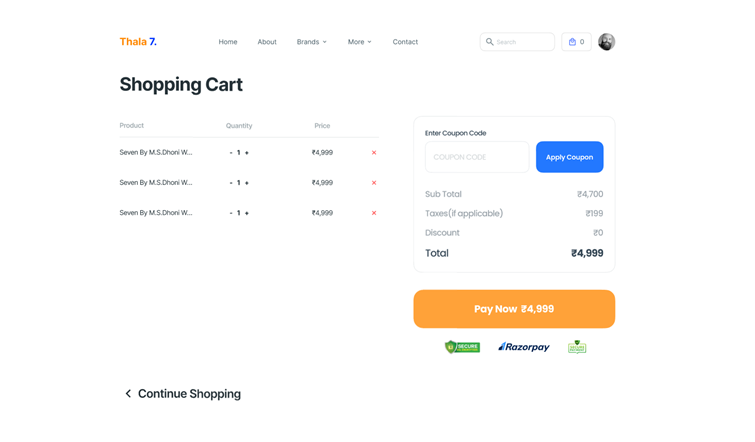 Thala 7.
Home About Brands More Contact
Search
0
Shopping Cart
Product Quantity Price
Seven By M.S.Dhoni W... - 1 + ₹4,999 ×
Seven By M.S.Dhoni W... - 1 + ₹4,999 ×
Seven By M.S.Dhoni W... - 1 + ₹4,999 ×
Enter Coupon Code
COUPON CODE Apply Coupon
Sub Total ₹4,700
Taxes(if applicable) ₹199
Discount ₹0
Total ₹4,999
Pay Now ₹4,999
SECURE
Razorpay
SECURE
Continue Shopping